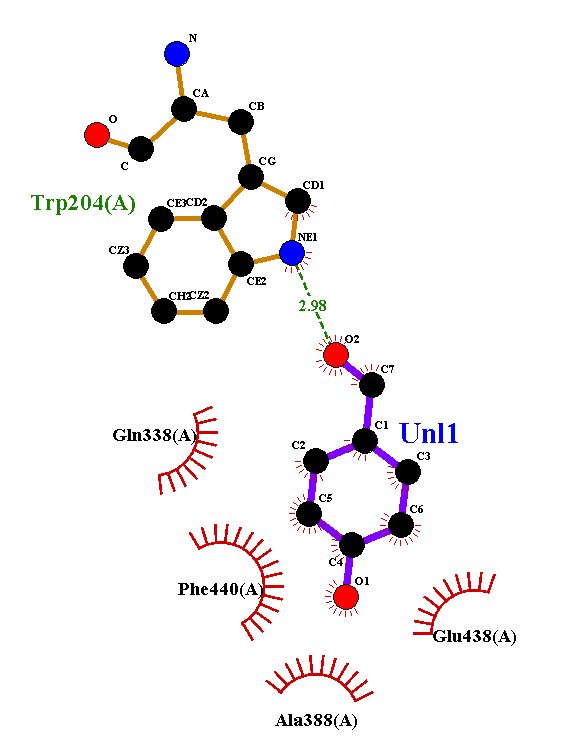 N
CA
CB
O
C
CG
CD1
Trp204(A)
CE3
CD2
NE1
CZ3
CE2
CH2
CZ2
2.98
O2
C7
C1
Unl1
Gln338(A)
C2
C3
C5
C6
C4
O1
Phe440(A)
Glu438(A)
Ala388(A)